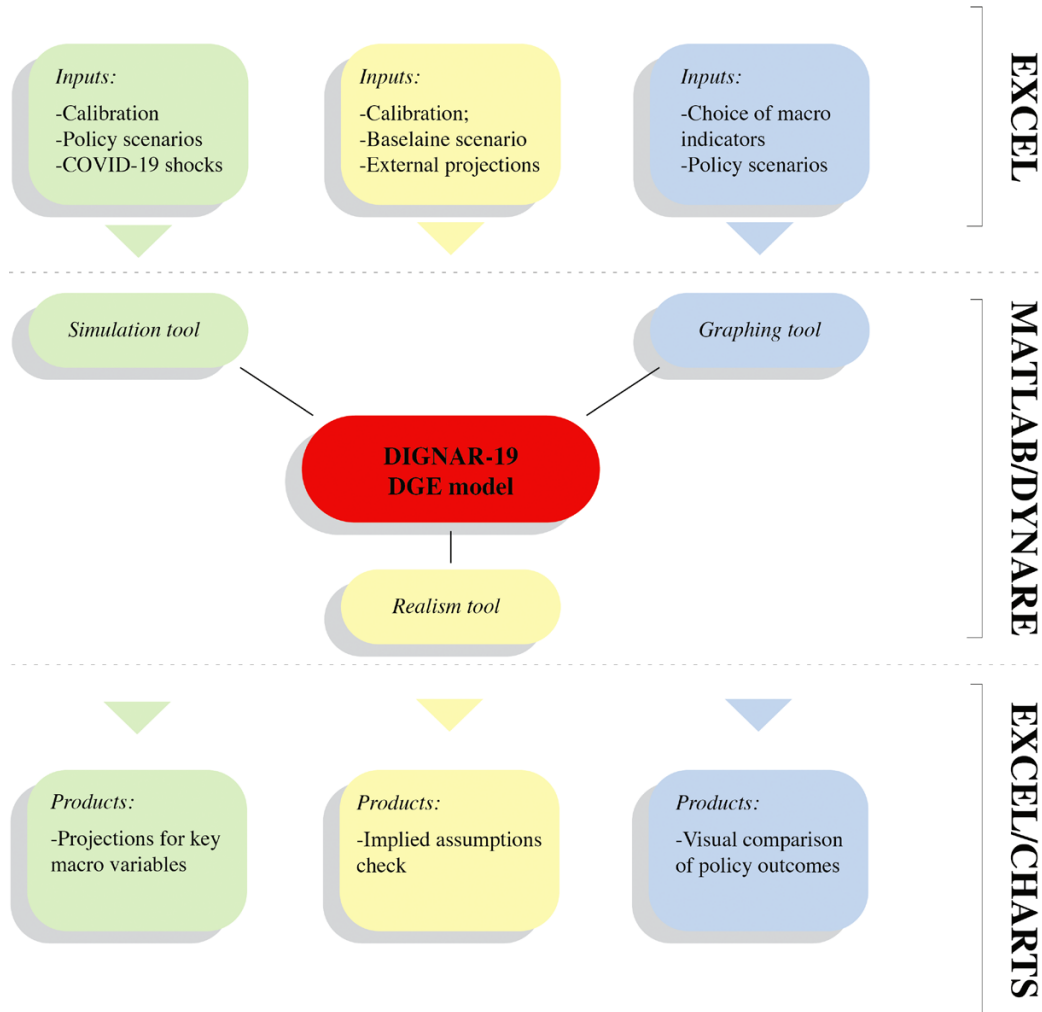 Inputs:
-Calibration
-Policy scenarios
-COVID-19 shocks
Inputs:
-Calibration;
-Baselaine scenario
-External projections
Inputs:
-Choice of macro
indicators
-Policy scenarios
EXCEL
Simulation tool
Graphing tool
DIGNAR-19
DGE model
Realism tool
MATLAB/DYNARE
Products:
-Projections for key
macro variables
Products:
-Implied assumptions
check
Products:
-Visual comparison
of policy outcomes
EXCEL/CHARTS